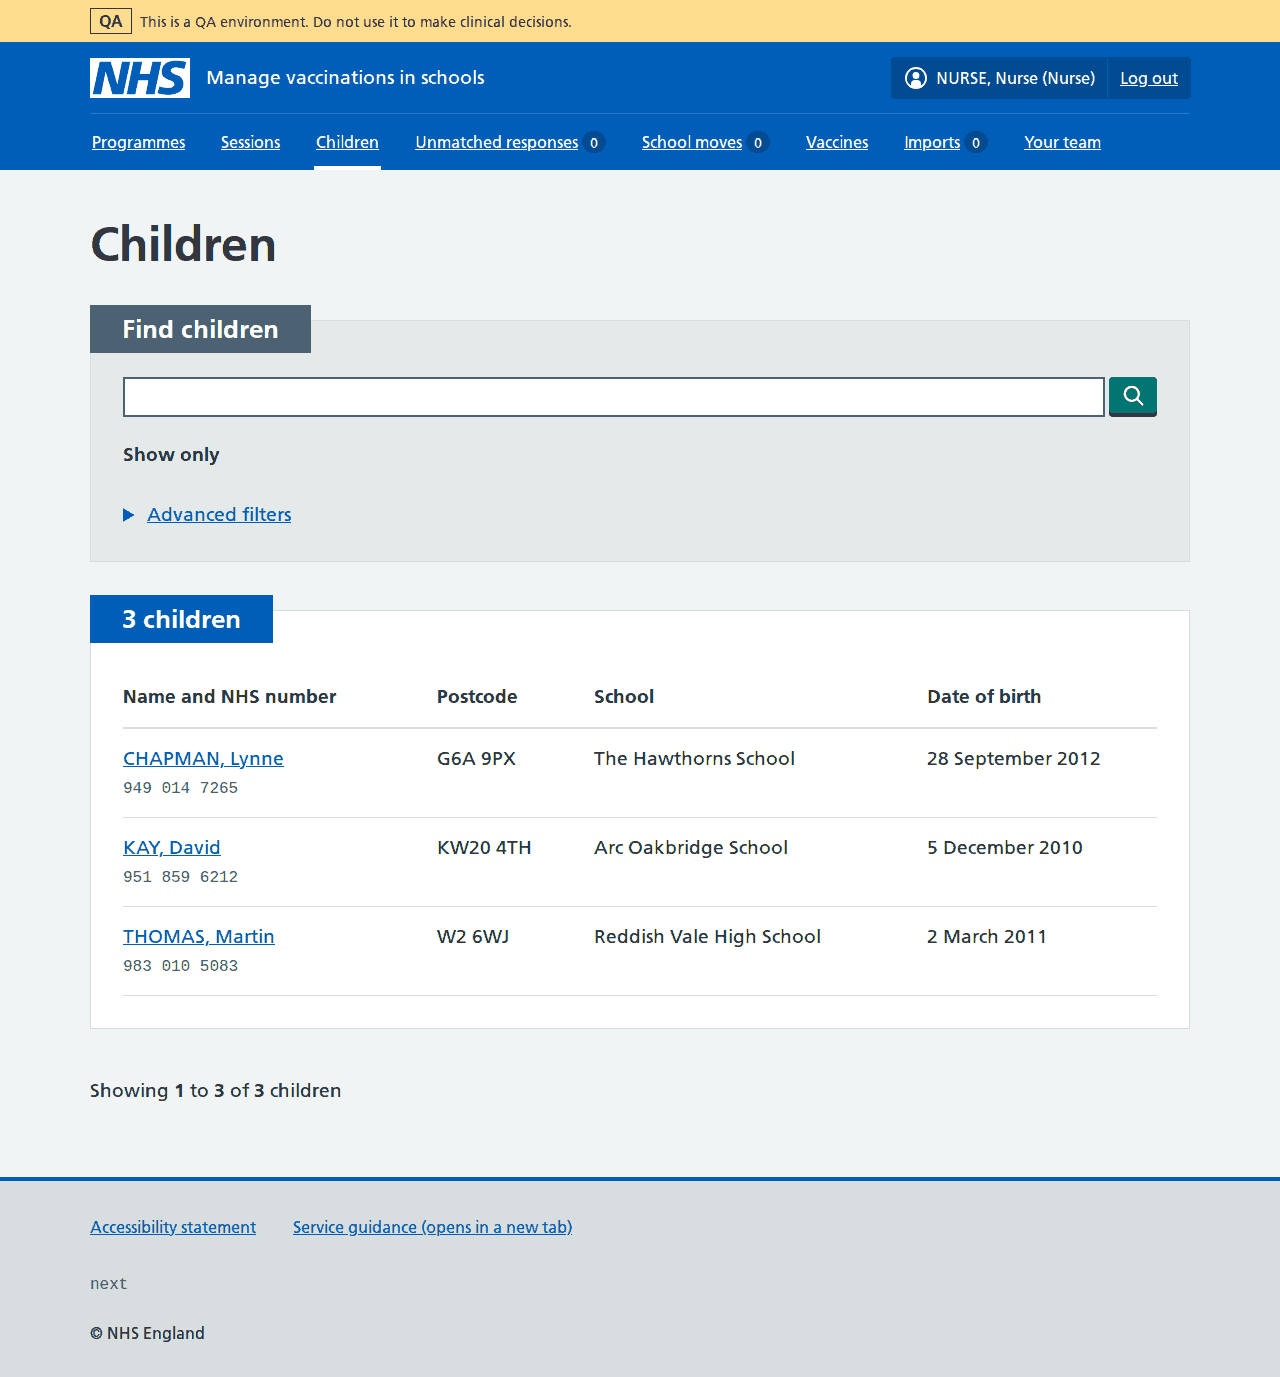 QA This is a QA environment. Do not use it to make clinical decisions.
NHS Manage vaccinations in schools NURSE, Nurse (Nurse) Log out
Programmes Sessions Children Unmatched responses 0 School moves 0 Vaccines Imports 0 Your team
Children
Find children
Show only
Advanced filters
3 children
Name and NHS number Postcode School Date of birth
CHAPMAN, Lynne G6A 9PX The Hawthorns School 28 September 2012
949 014 7265
KAY, David KW20 4TH Arc Oakbridge School 5 December 2010
951 859 6212
THOMAS, Martin W2 6WJ Reddish Vale High School 2 March 2011
983 010 5083
Showing 1 to 3 of 3 children
Accessibility statement Service guidance (opens in a new tab)
next
© NHS England